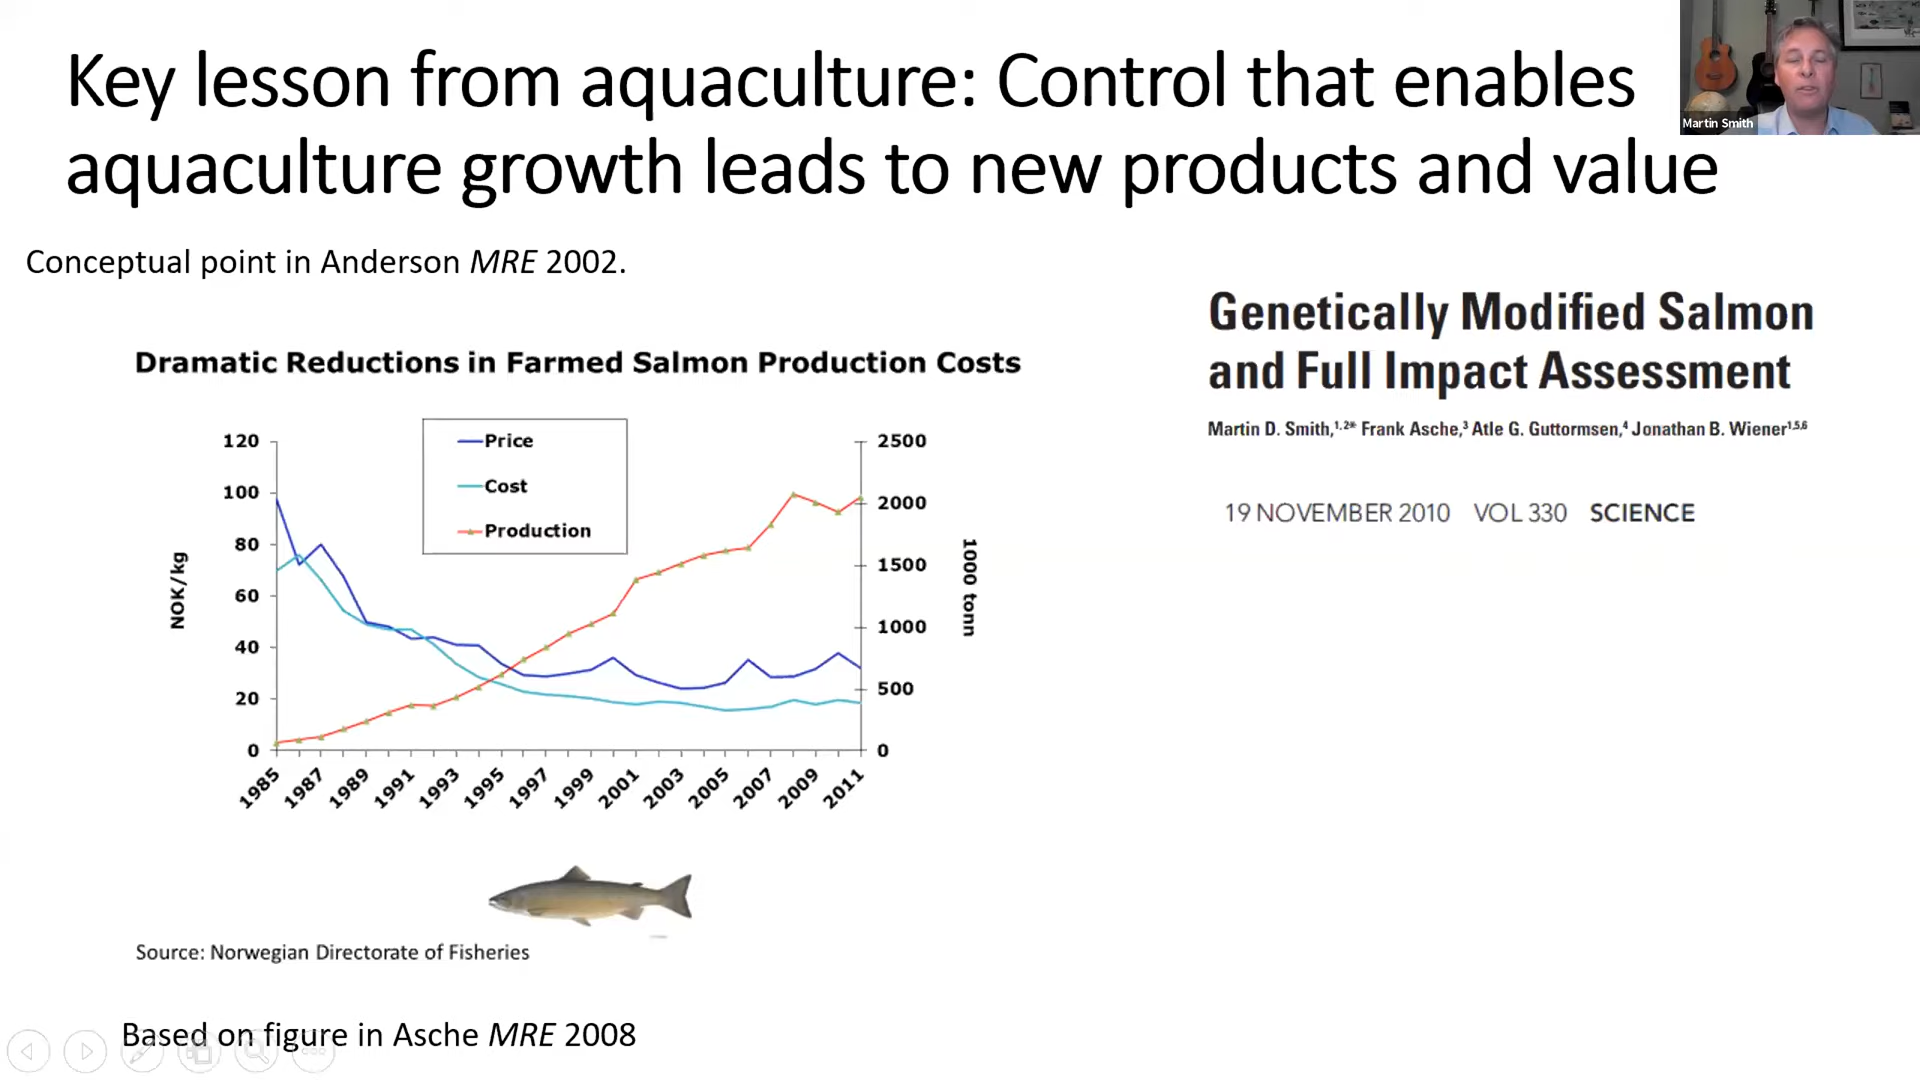 Key lesson from aquaculture: Control that enables
aquaculture growth leads to new products and value
Martin Smith
Conceptual point in Anderson MRE 2002.
Genetically Modified Salmon
and Full Impact Assessment
Martin D. Smith,1,2* Frank Asche,3 Atle G. Guttormsen,4 Jonathan B. Wiener1,5,6
19 NOVEMBER 2010 VOL 330 SCIENCE
Dramatic Reductions in Farmed Salmon Production Costs
Price
Cost
Production
120
100
80
60
40
20
0
NOK/kg
2500
2000
1500
1000
500
0
1000 tonn
1985
1987
1989
1991
1993
1995
1997
1999
2001
2003
2005
2007
2009
2011
Source: Norwegian Directorate of Fisheries
Based on figure in Asche MRE 2008